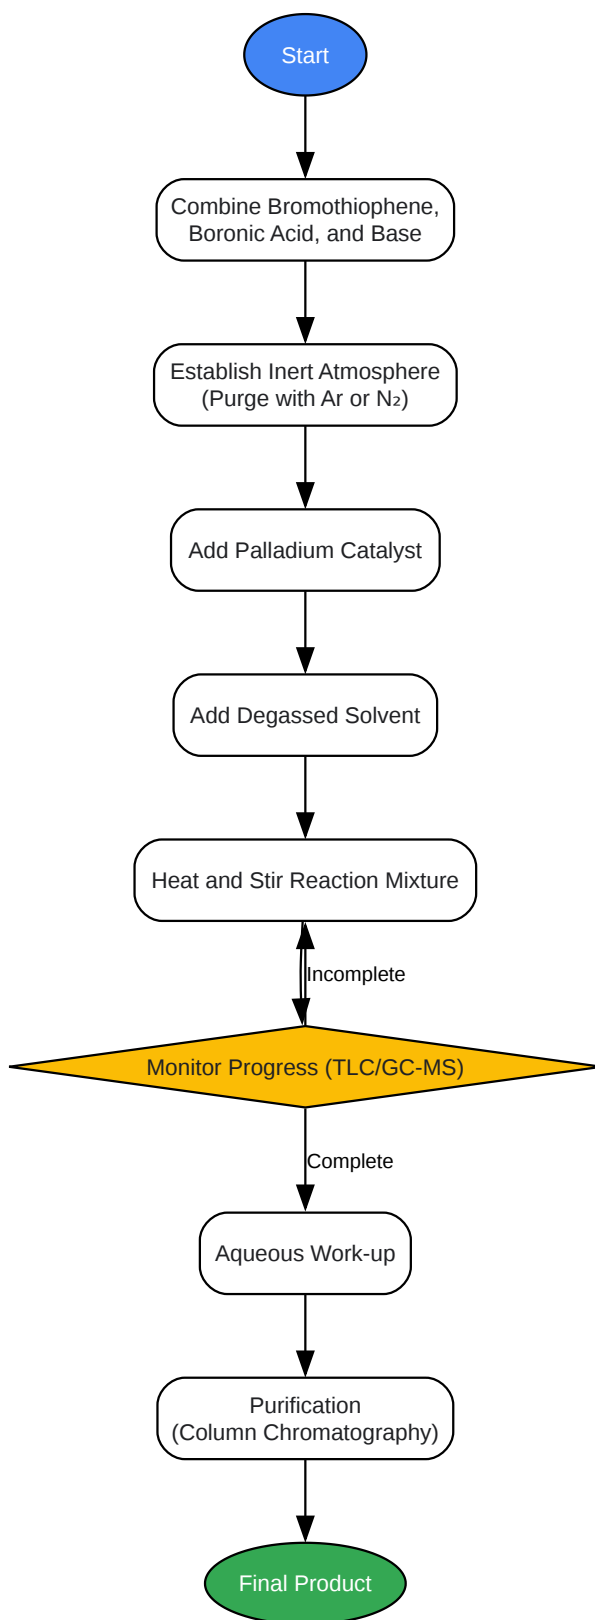 Start
Combine Bromothiophene,
Boronic Acid, and Base
Establish Inert Atmosphere
(Purge with Ar or N₂)
Add Palladium Catalyst
Add Degassed Solvent
Heat and Stir Reaction Mixture
Incomplete
Monitor Progress (TLC/GC-MS)
Complete
Aqueous Work-up
Purification
(Column Chromatography)
Final Product